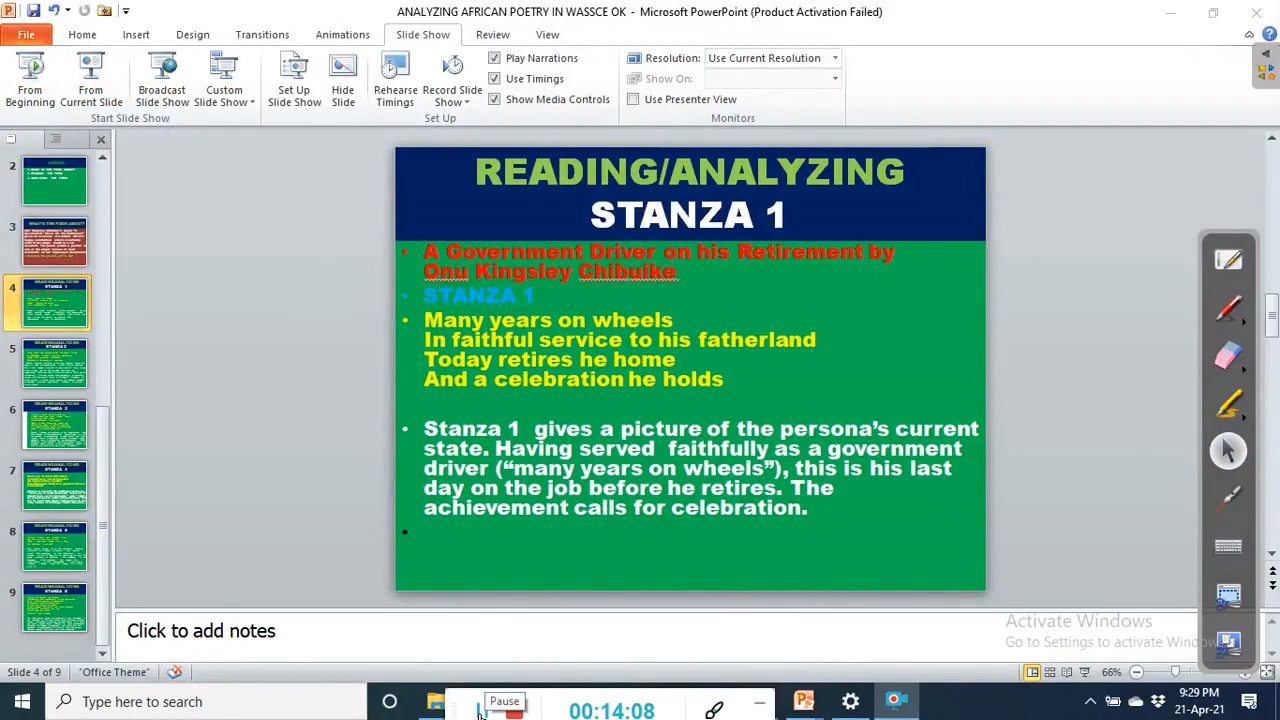 ANALYZING AFRICAN POETRY IN WASSCE OK - Microsoft PowerPoint (Product Activation Failed)
File Home Insert Design Transitions Animations Slide Show Review View
From Beginning
From Current Slide
Broadcast Slide Show
Custom Slide Show
Start Slide Show
Set Up Slide Show
Hide Slide
Rehearse Timings
Record Slide Show
Play Narrations
Use Timings
Show Media Controls
Set Up
Resolution: Use Current Resolution
Show On:
Use Presenter View
Monitors
2
3
4
5
6
7
8
9
READING/ANALYZING
STANZA 1
A Government Driver on his Retirement by
Onu Kingsley Chibuike
STANZA 1
Many years on wheels
In faithful service to his fatherland
Today retires he home
And a celebration he holds
Stanza 1 gives a picture of the persona's current
state. Having served faithfully as a government
driver ("many years on wheels"), this is his last
day on the job before he retires. The
achievement calls for celebration.
Click to add notes
Activate Windows
Go to Settings to activate Windows.
Slide 4 of 9 "Office Theme" 66%
Type here to search
Pause
00:14:08
9:29 PM
21-Apr-21